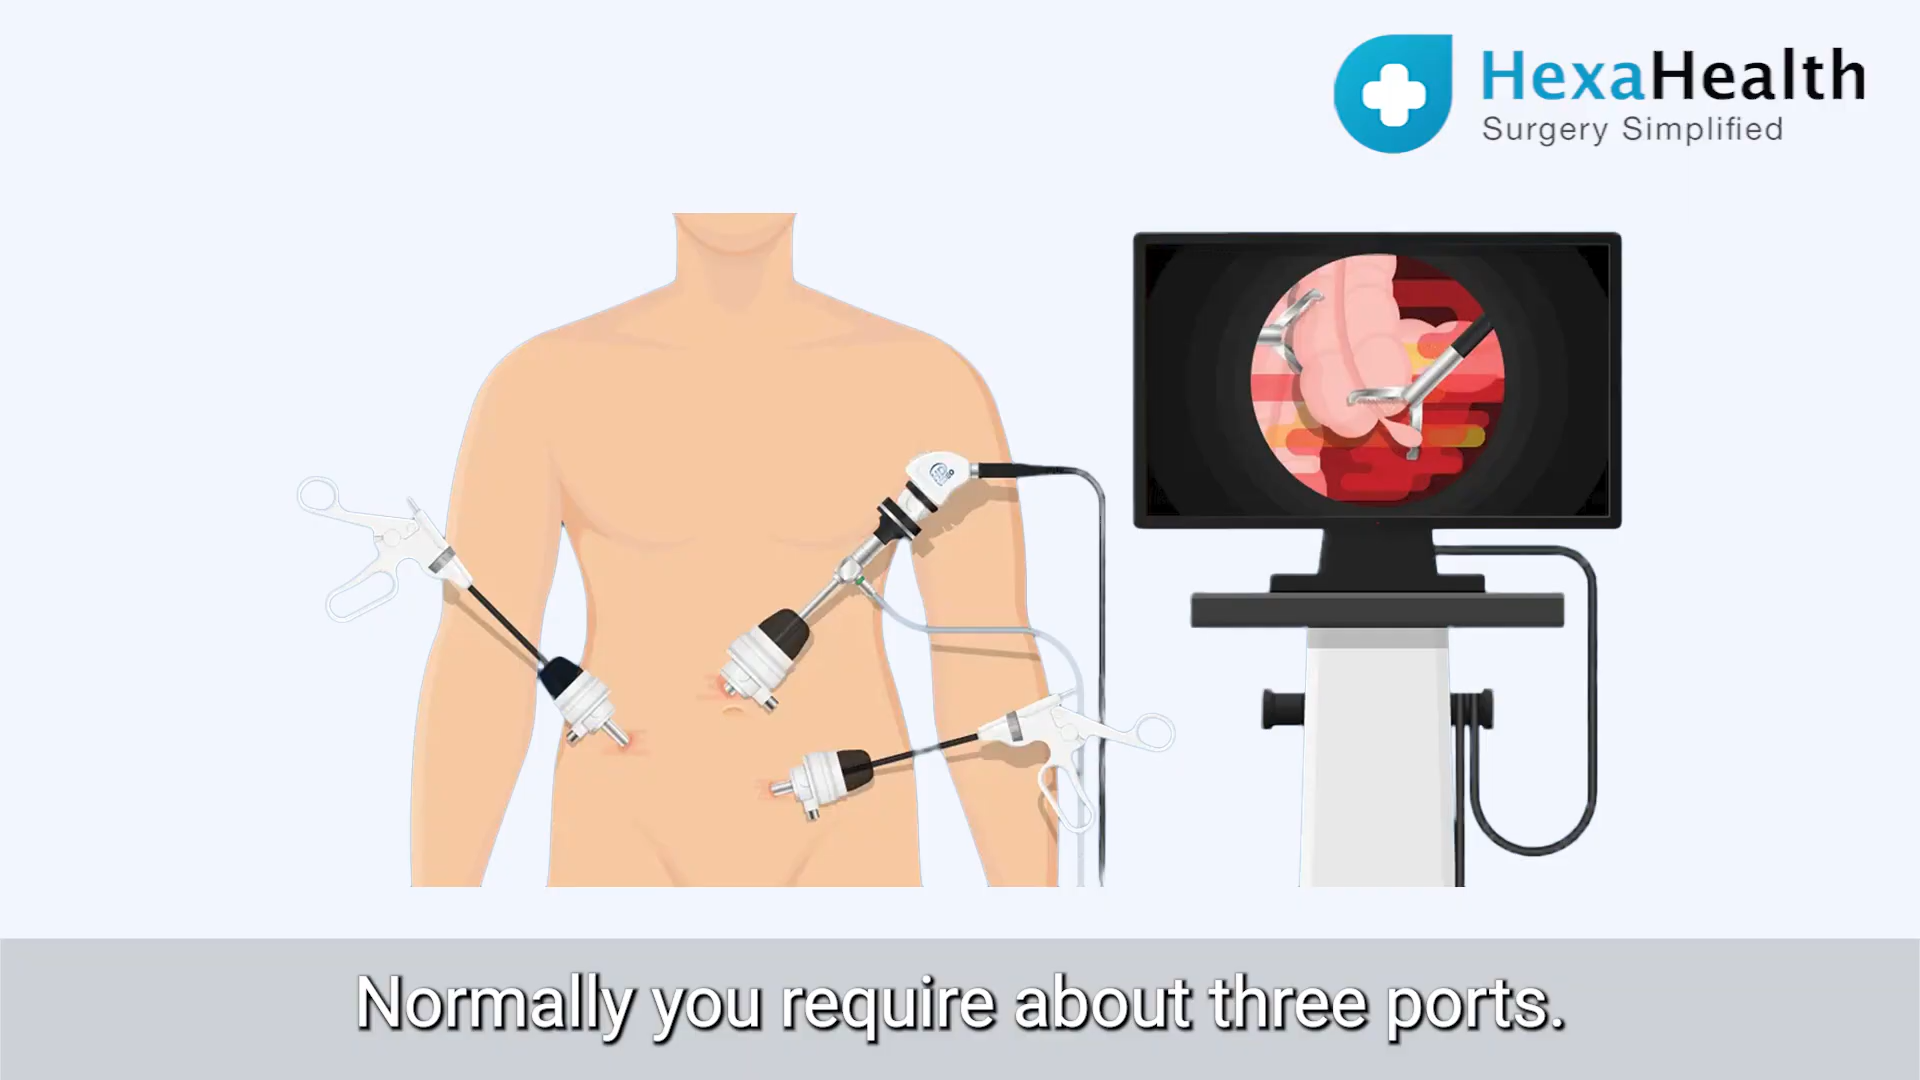 HexaHealth
Surgery Simplified
Normally you require about three ports.